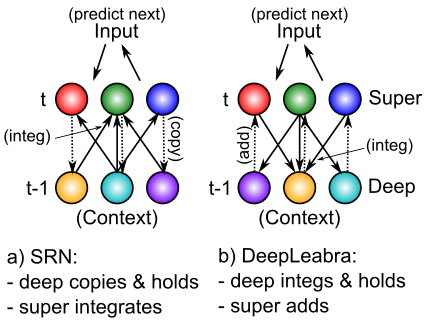 (predict next)
Input
t
(integ)
(copy)
t-1
(Context)
a) SRN:
- deep copies & holds
- super integrates
(predict next)
Input
t
Super
(add)
(integ)
t-1
Deep
(Context)
b) DeepLeabra:
- deep integs & holds
- super adds